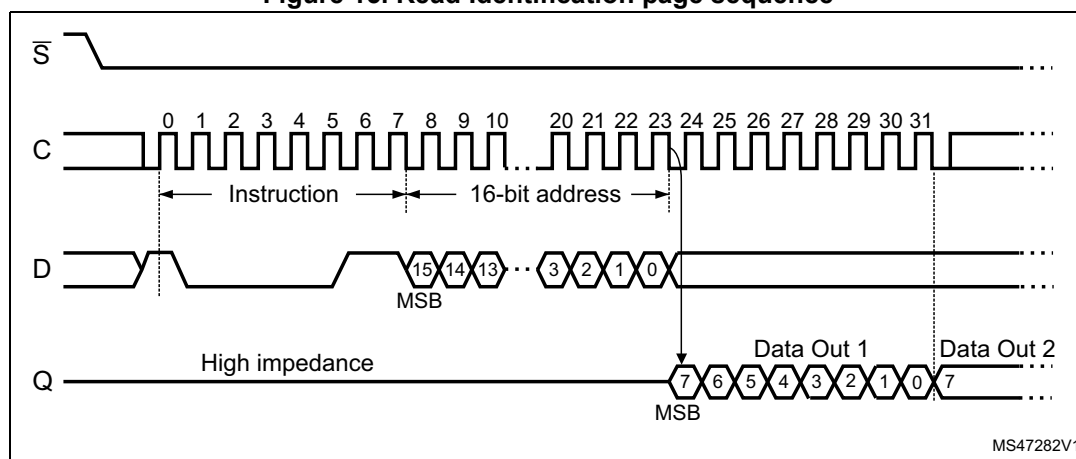 Figure 15. Read identification page sequence
S
0 1 2 3 4 5 6 7 8 9 10 20 21 22 23 24 25 26 27 28 29 30 31
C
Instruction 16-bit address
D 15 14 13 3 2 1 0
MSB
High impedance Data Out 1 Data Out 2
Q 7 6 5 4 3 2 1 0 7
MSB
MS47282V1